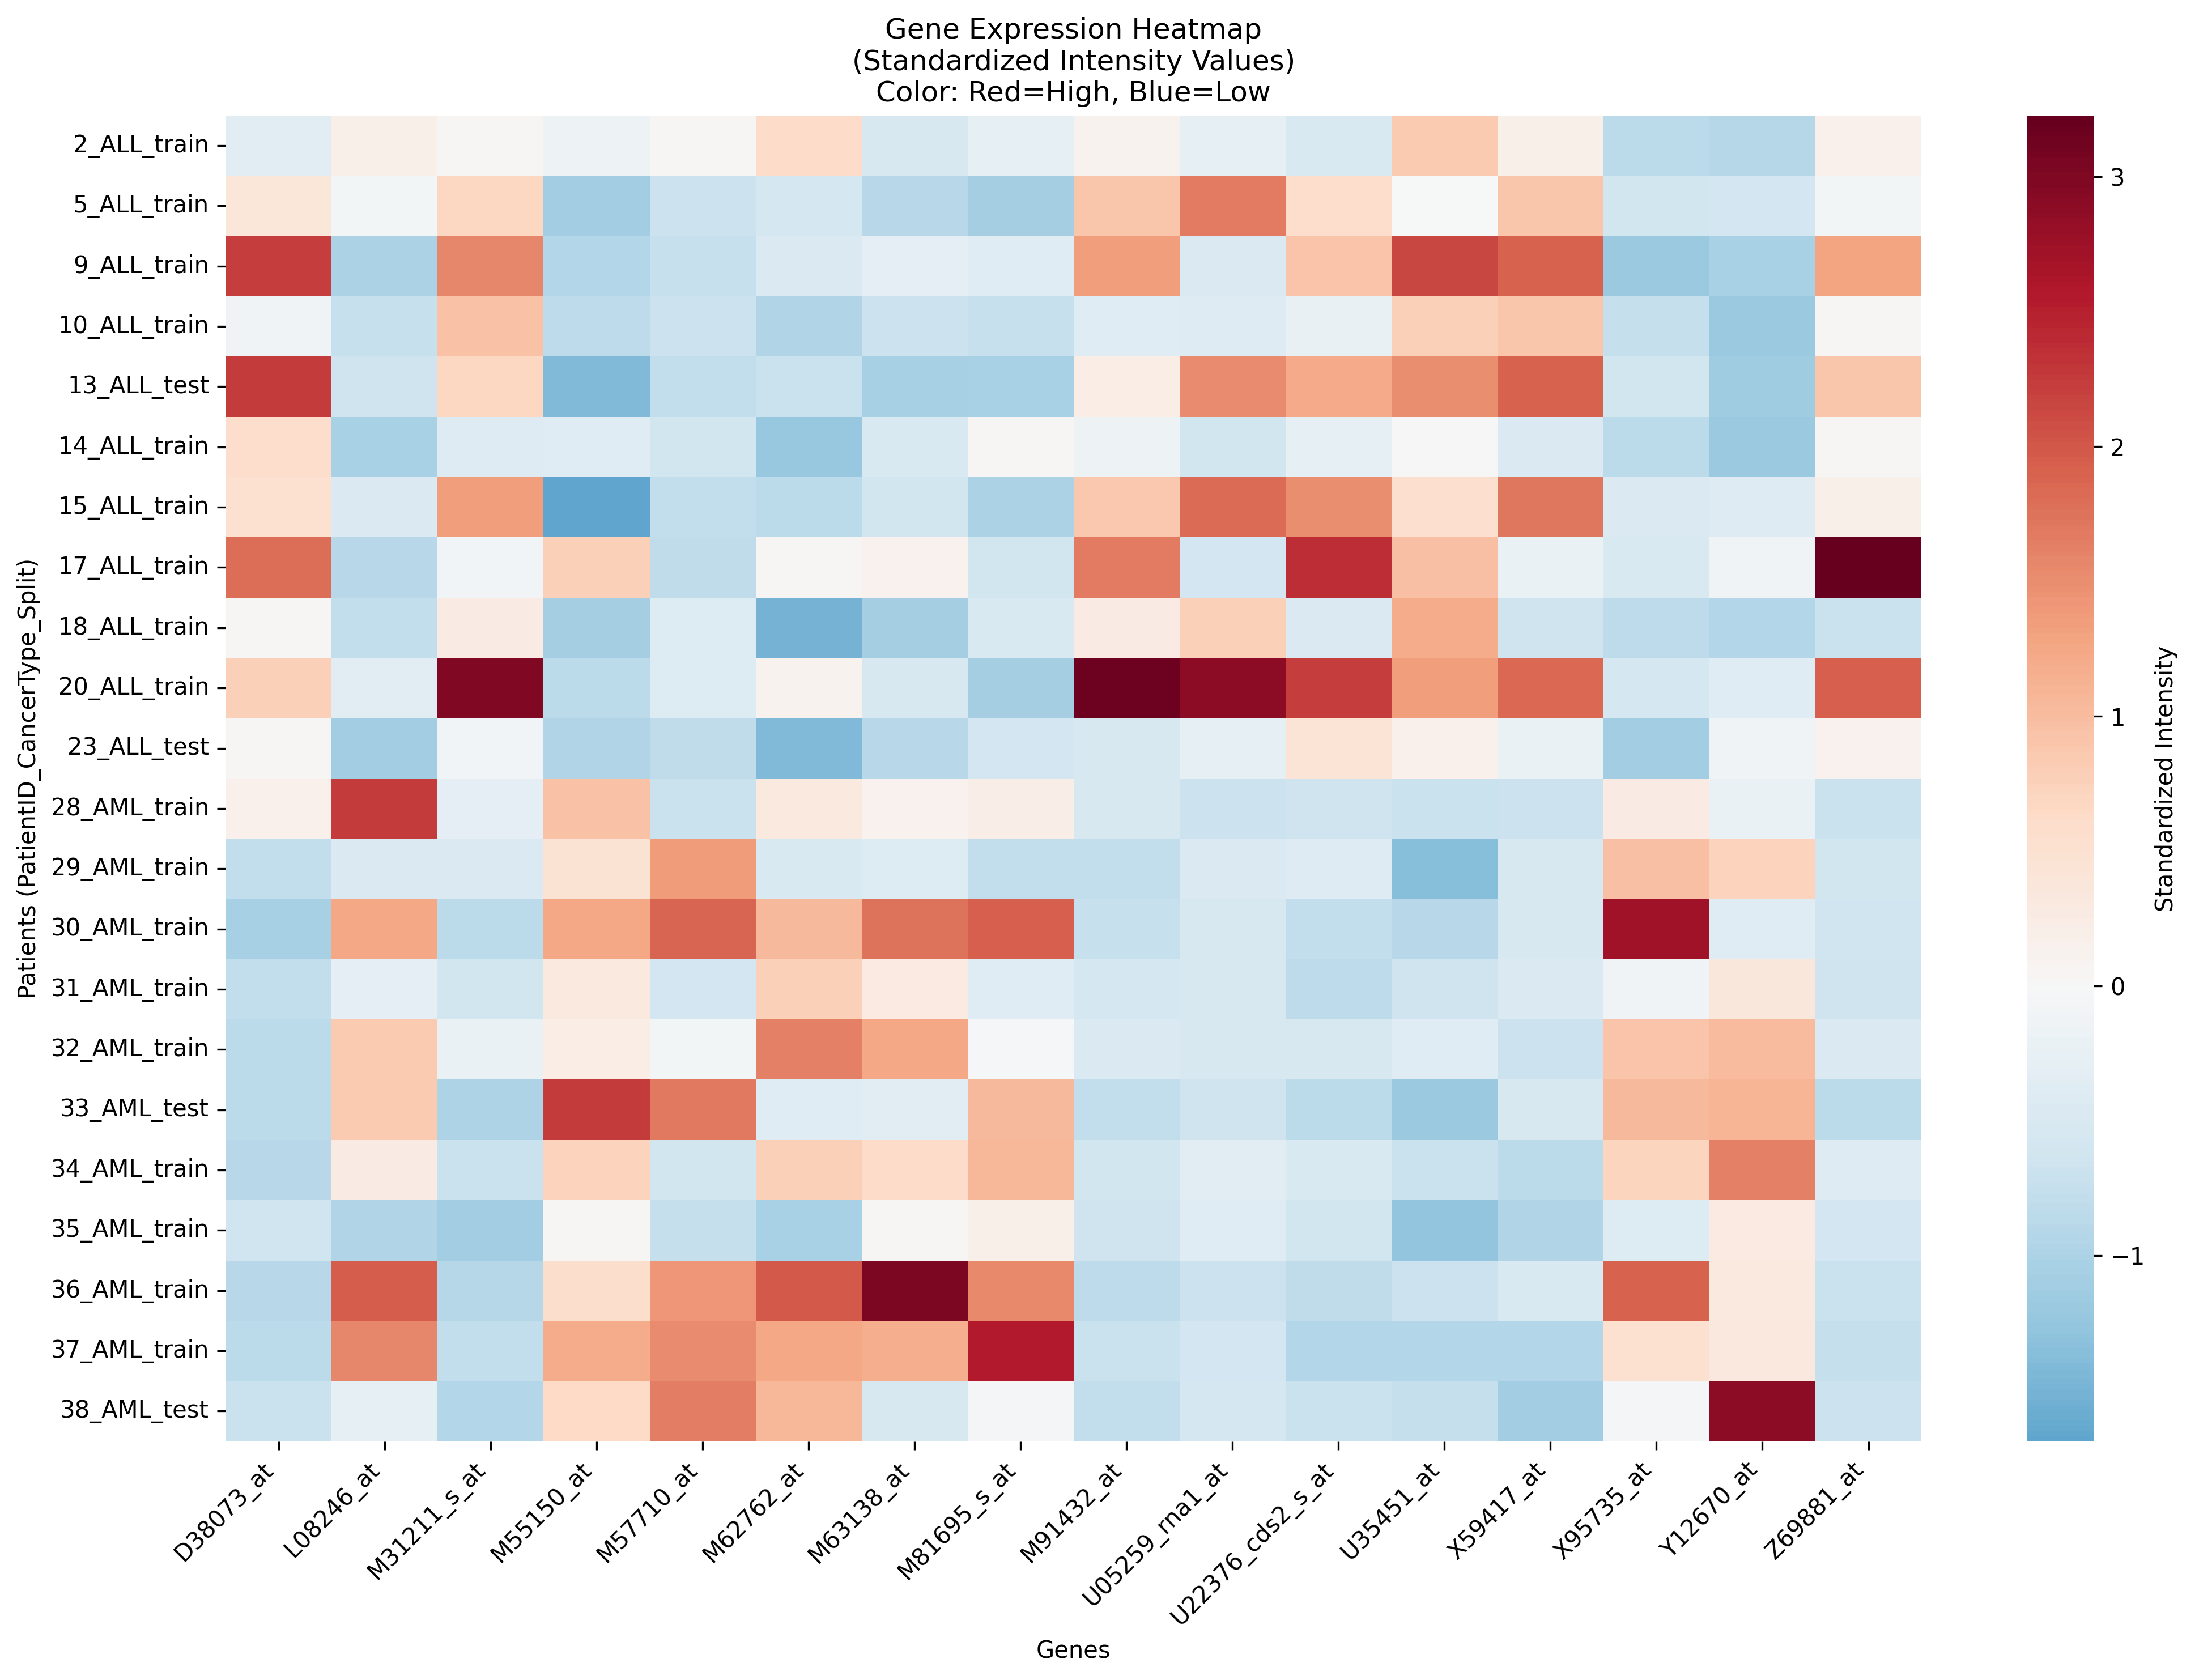 Gene Expression Heatmap
(Standardized Intensity Values)
Color: Red=High, Blue=Low
Patients (PatientID_CancerType_Split)
2_ALL_train
5_ALL_train
9_ALL_train
10_ALL_train
13_ALL_test
14_ALL_train
15_ALL_train
17_ALL_train
18_ALL_train
20_ALL_train
23_ALL_test
28_AML_train
29_AML_train
30_AML_train
31_AML_train
32_AML_train
33_AML_test
34_AML_train
35_AML_train
36_AML_train
37_AML_train
38_AML_test
D38073_at
L08246_at
M31211_s_at
M55150_at
M57710_at
M62762_at
M63138_at
M81695_s_at
M91432_at
U05259_rna1_at
U22376_cds2_s_at
U35451_at
X59417_at
X95735_at
Y12670_at
Z69881_at
Genes
3
2
1
0
−1
Standardized Intensity